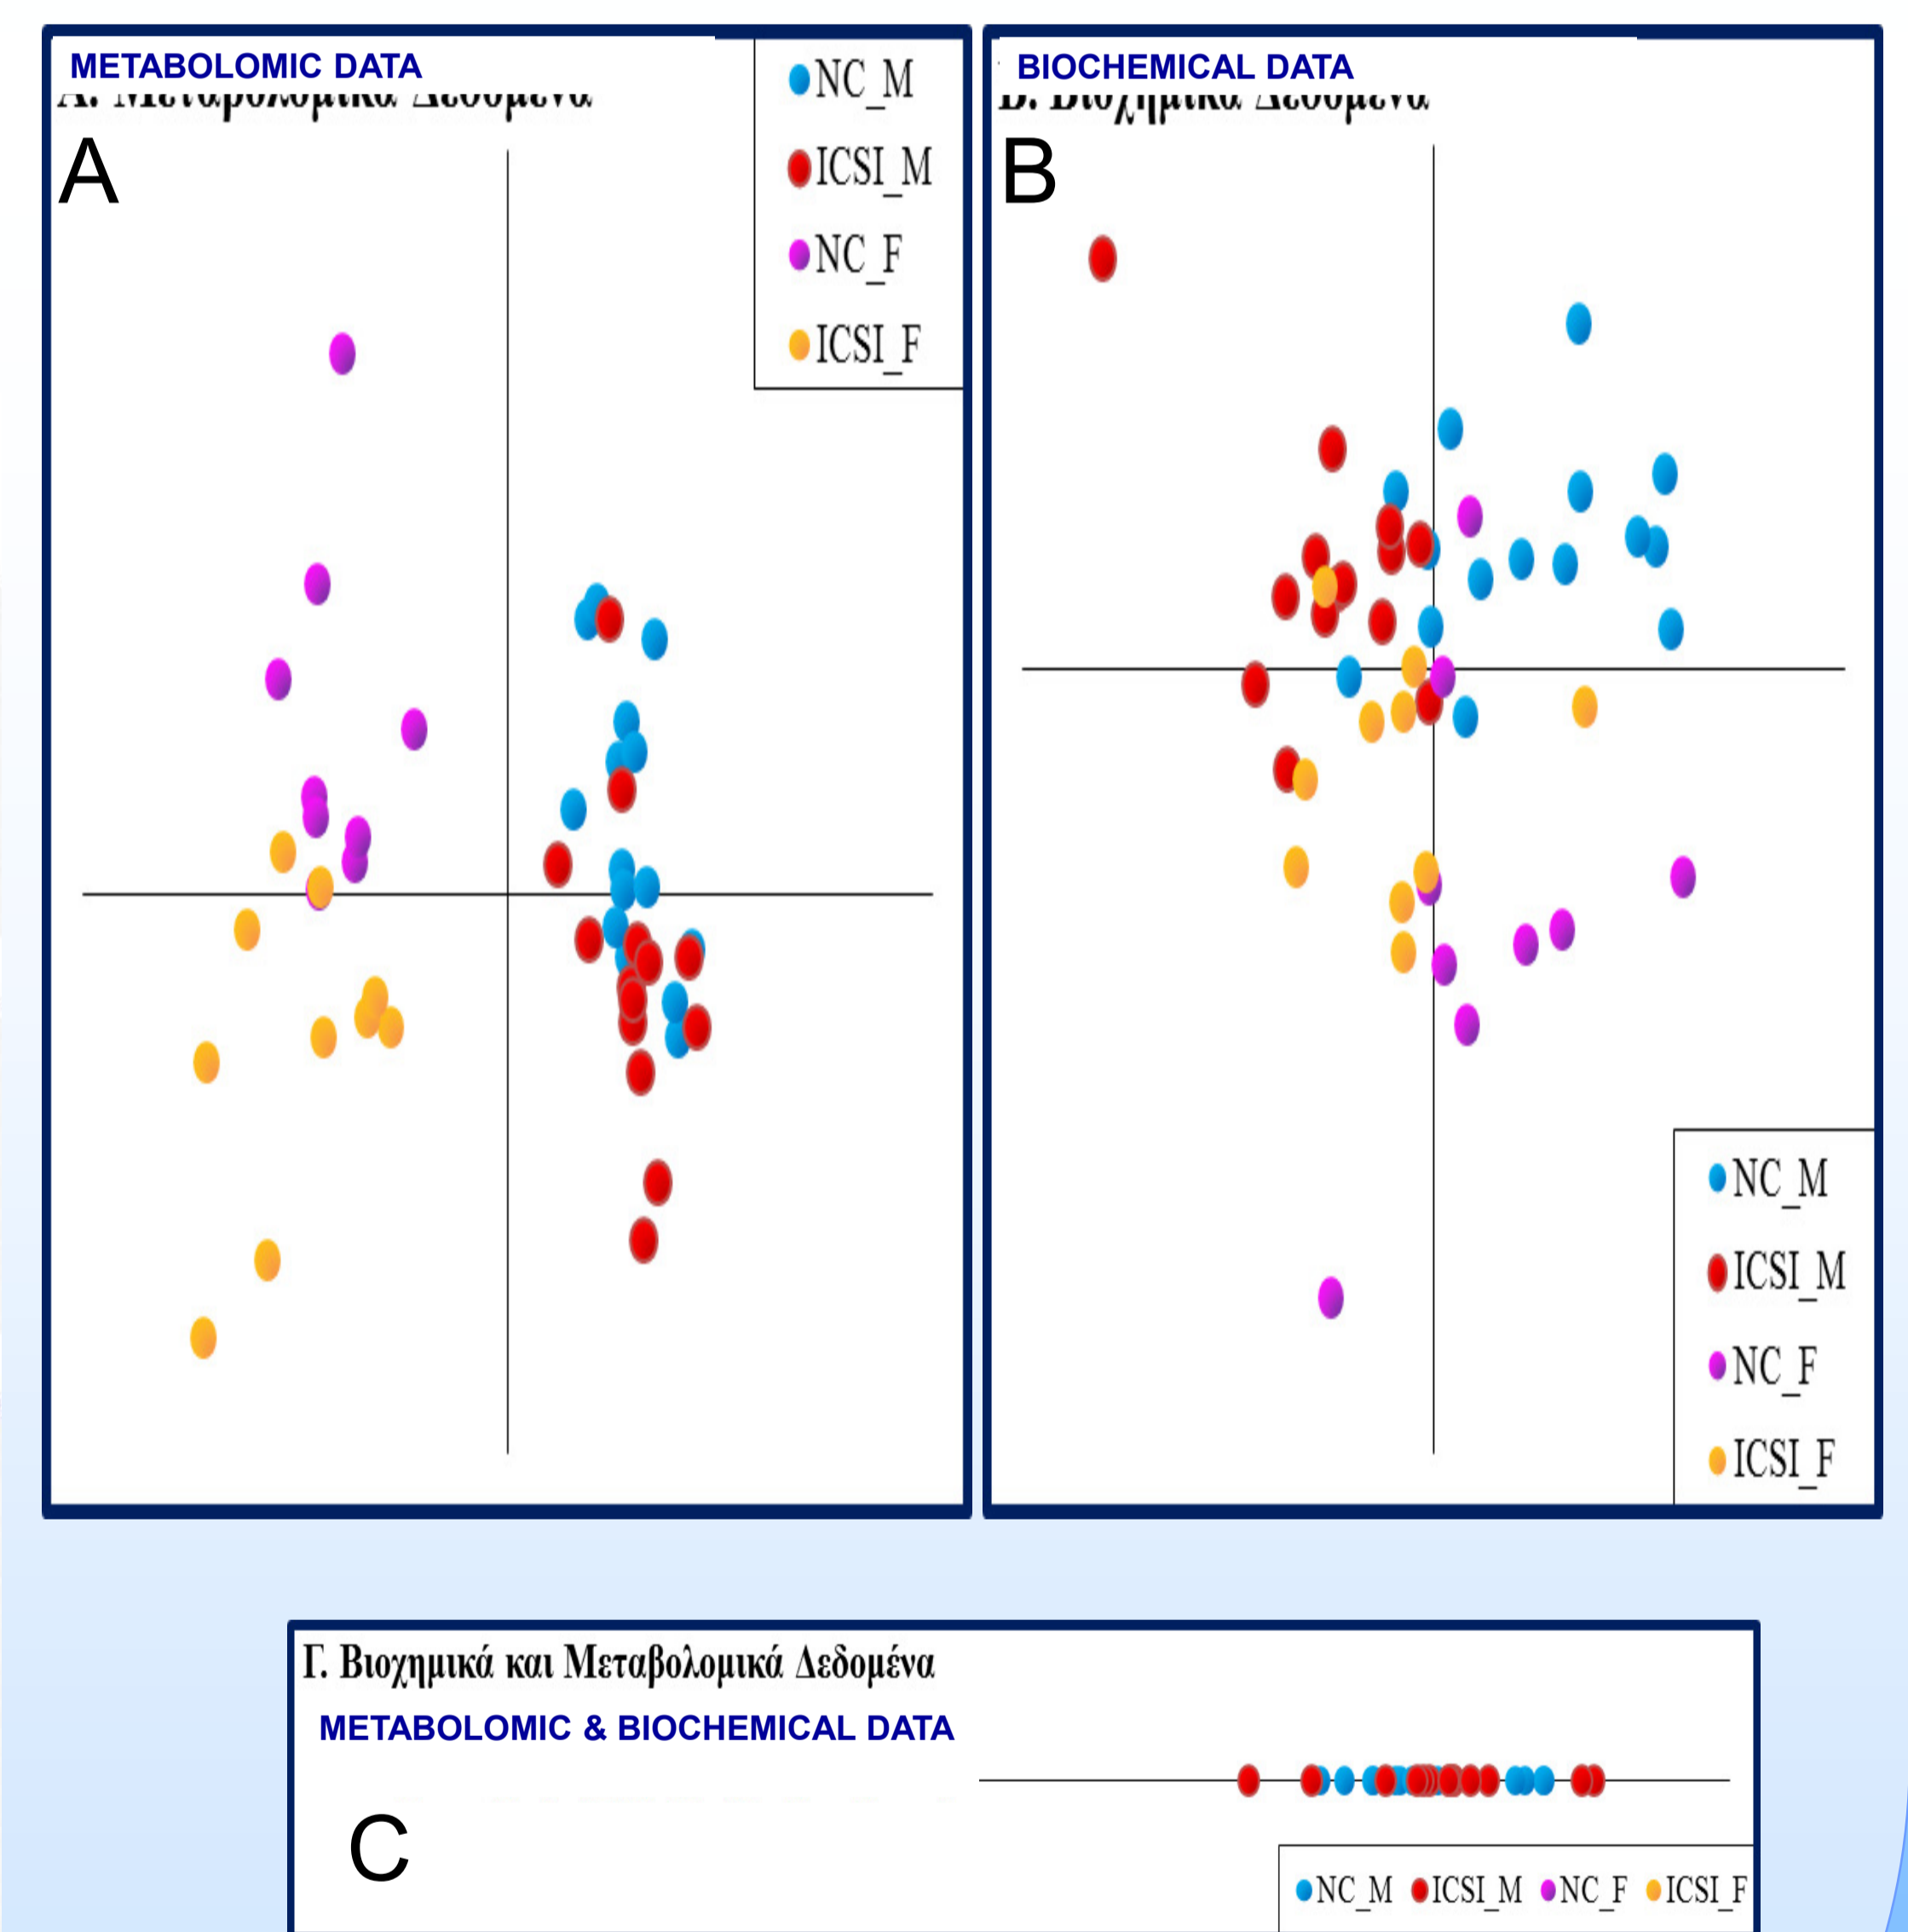 METABOLOMIC DATA
A
NC_M
ICSI_M
NC_F
ICSI_F
BIOCHEMICAL DATA
B
NC_M
ICSI_M
NC_F
ICSI_F
Γ. Βιοχημικά και Μεταβολομικά Δεδομένα
METABOLOMIC & BIOCHEMICAL DATA
C
NC_M ICSI_M NC_F ICSI_F